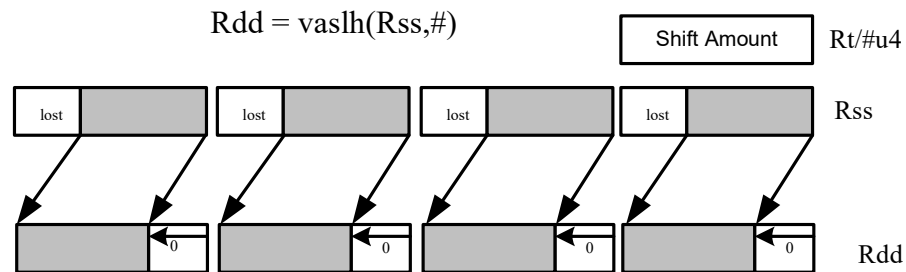 Rdd = vaslh(Rss,#)
Shift Amount Rt/#u4
lost lost lost lost Rss
0 0 0 0
Rdd